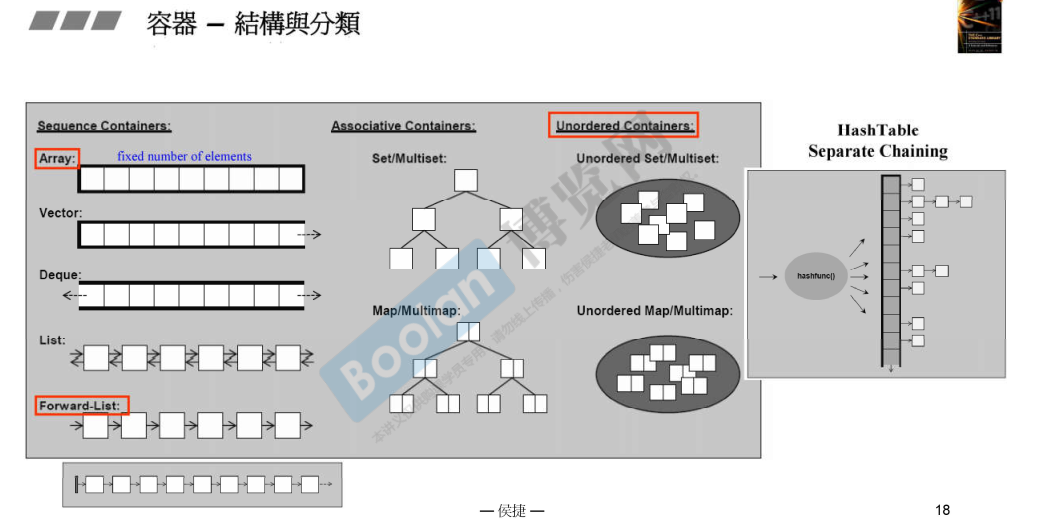 容器 — 結構與分類
C++11
Sequence Containers:
Associative Containers:
Unordered Containers:
Array:
fixed number of elements
Vector:
Deque:
List:
Forward-List:
Set/Multiset:
Map/Multimap:
Unordered Set/Multiset:
Unordered Map/Multimap:
HashTable
Separate Chaining
hashfunc()
Boolan 博览网
— 侯捷 —
18